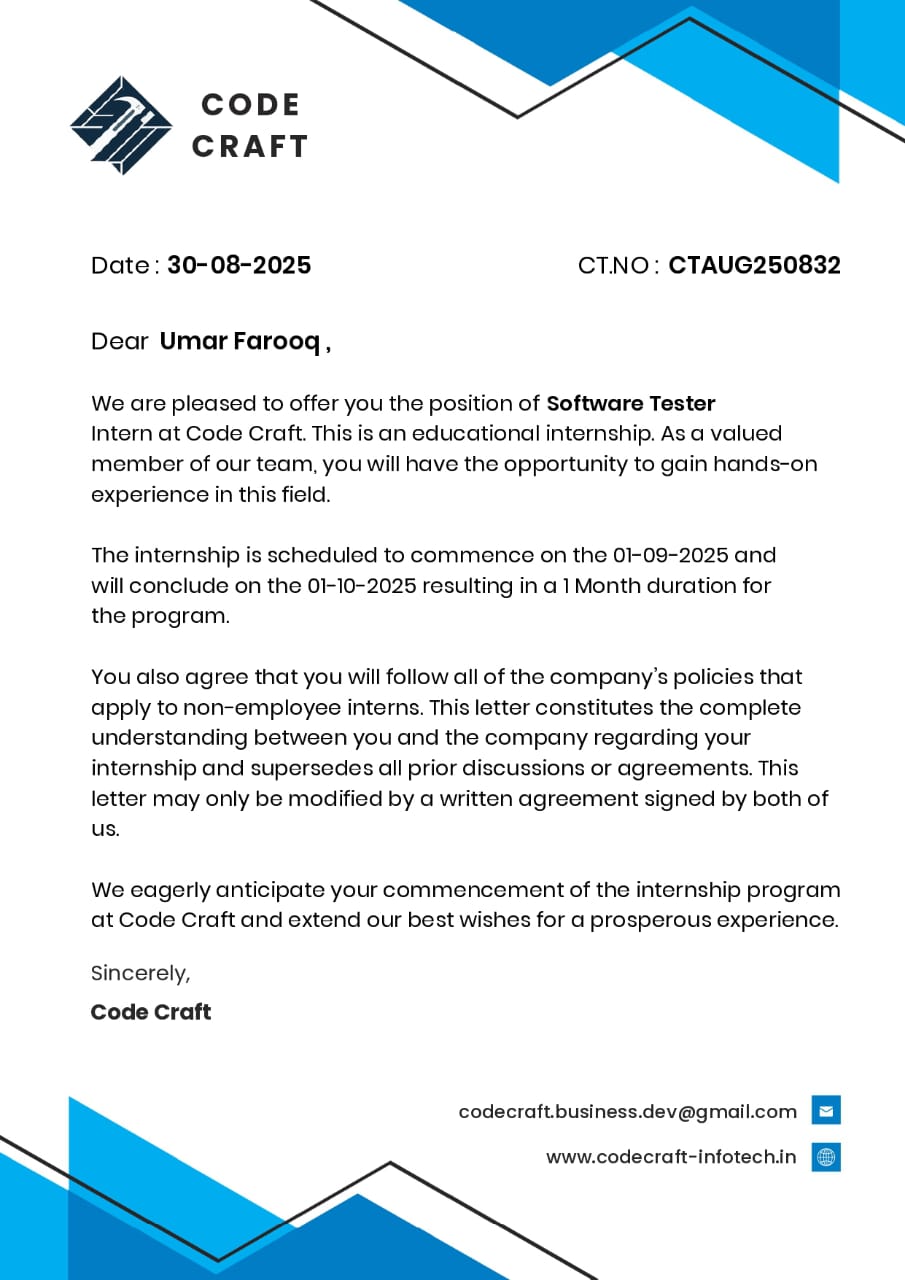 CODE
CRAFT
Date : 30-08-2025 CT.NO : CTAUG250832
Dear Umar Farooq ,
We are pleased to offer you the position of Software Tester
Intern at Code Craft. This is an educational internship. As a valued
member of our team, you will have the opportunity to gain hands-on
experience in this field.
The internship is scheduled to commence on the 01-09-2025 and
will conclude on the 01-10-2025 resulting in a 1 Month duration for
the program.
You also agree that you will follow all of the company’s policies that
apply to non-employee interns. This letter constitutes the complete
understanding between you and the company regarding your
internship and supersedes all prior discussions or agreements. This
letter may only be modified by a written agreement signed by both of
us.
We eagerly anticipate your commencement of the internship program
at Code Craft and extend our best wishes for a prosperous experience.
Sincerely,
Code Craft
codecraft.business.dev@gmail.com
www.codecraft-infotech.in